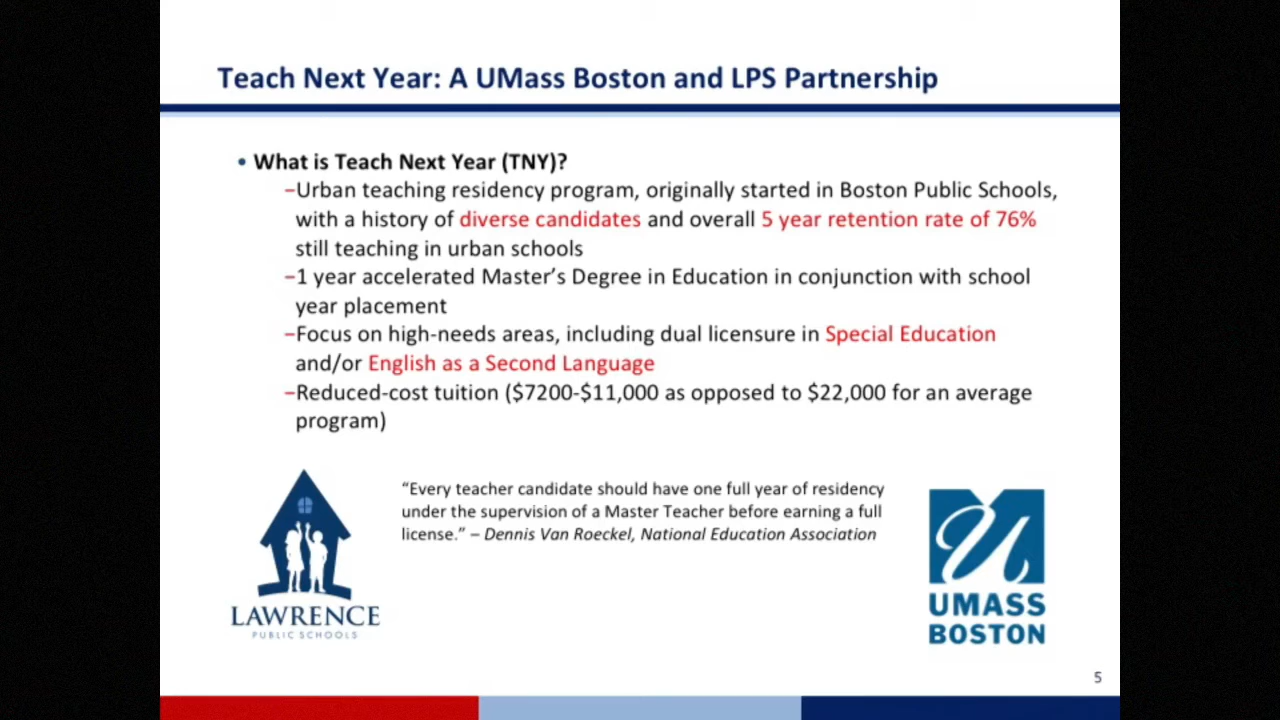 Teach Next Year: A UMass Boston and LPS Partnership
• What is Teach Next Year (TNY)?
–Urban teaching residency program, originally started in Boston Public Schools,
with a history of diverse candidates and overall 5 year retention rate of 76%
still teaching in urban schools
–1 year accelerated Master’s Degree in Education in conjunction with school
year placement
–Focus on high-needs areas, including dual licensure in Special Education
and/or English as a Second Language
–Reduced-cost tuition ($7200-$11,000 as opposed to $22,000 for an average
program)
“Every teacher candidate should have one full year of residency
under the supervision of a Master Teacher before earning a full
license.” – Dennis Van Roeckel, National Education Association
LAWRENCE
PUBLIC SCHOOLS
U
UMASS
BOSTON
5